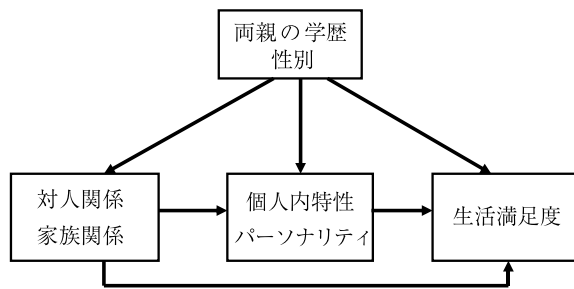 両親の学歴
性別
対人関係
家族関係
個人内特性
パーソナリティ
生活満足度